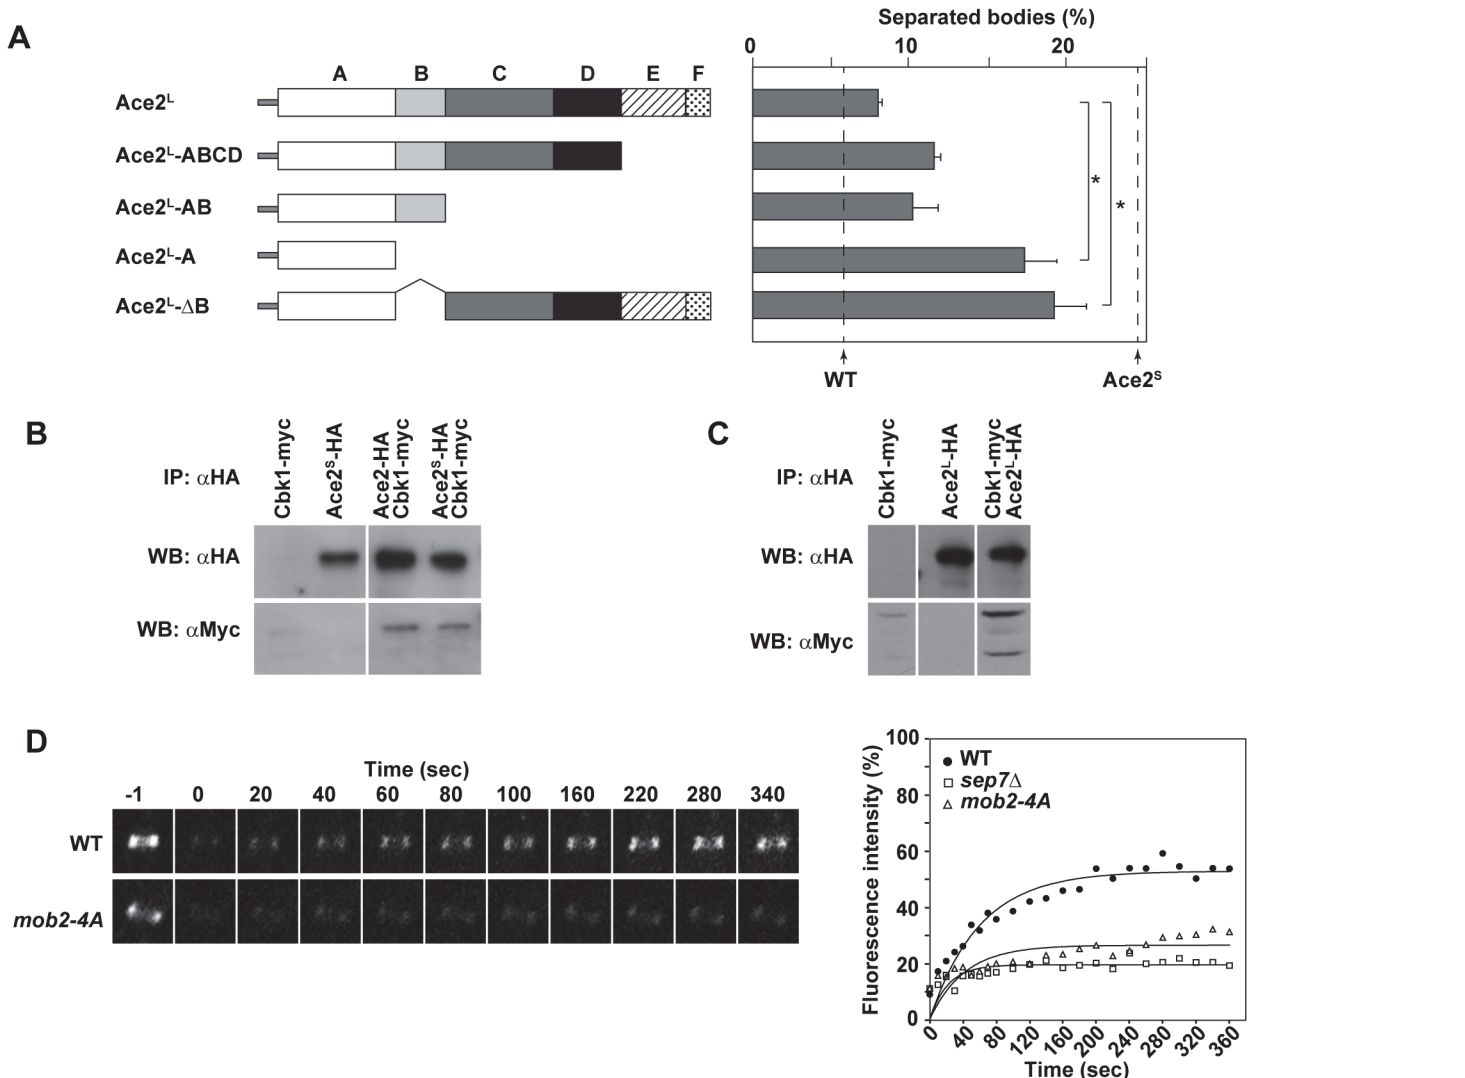 A
Separated bodies (%)
0 10 20
A B C D E F
Ace2ᴸ
Ace2ᴸ-ABCD
Ace2ᴸ-AB
Ace2ᴸ-A
Ace2ᴸ-ΔB
*
*
WT
Ace2ˢ
B
IP: αHA
Cbk1-myc
Ace2ˢ-HA
Ace2-HA
Cbk1-myc
Ace2ˢ-HA
Cbk1-myc
WB: αHA
WB: αMyc
C
IP: αHA
Cbk1-myc
Ace2ᴸ-HA
Cbk1-myc
Ace2ᴸ-HA
WB: αHA
WB: αMyc
D
Time (sec)
-1 0 20 40 60 80 100 160 220 280 340
WT
mob2-4A
Fluorescence intensity (%)
100
80
60
40
20
0
WT
sep7Δ
mob2-4A
0 40 80 120 160 200 240 280 320 360
Time (sec)